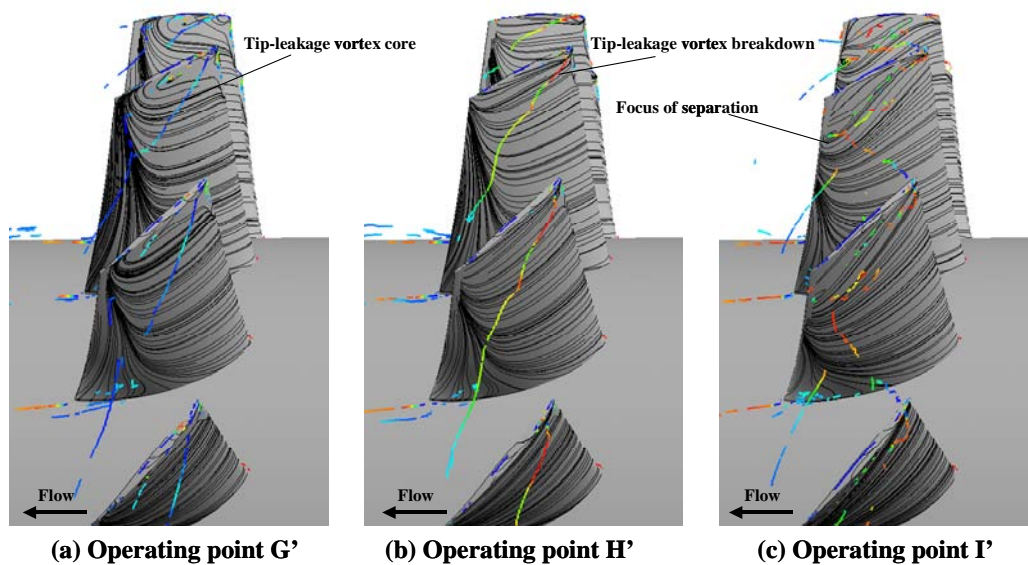 Tip-leakage vortex core
Tip-leakage vortex breakdown
Focus of separation
Flow
Flow
Flow
(a) Operating point G’
(b) Operating point H’
(c) Operating point I’